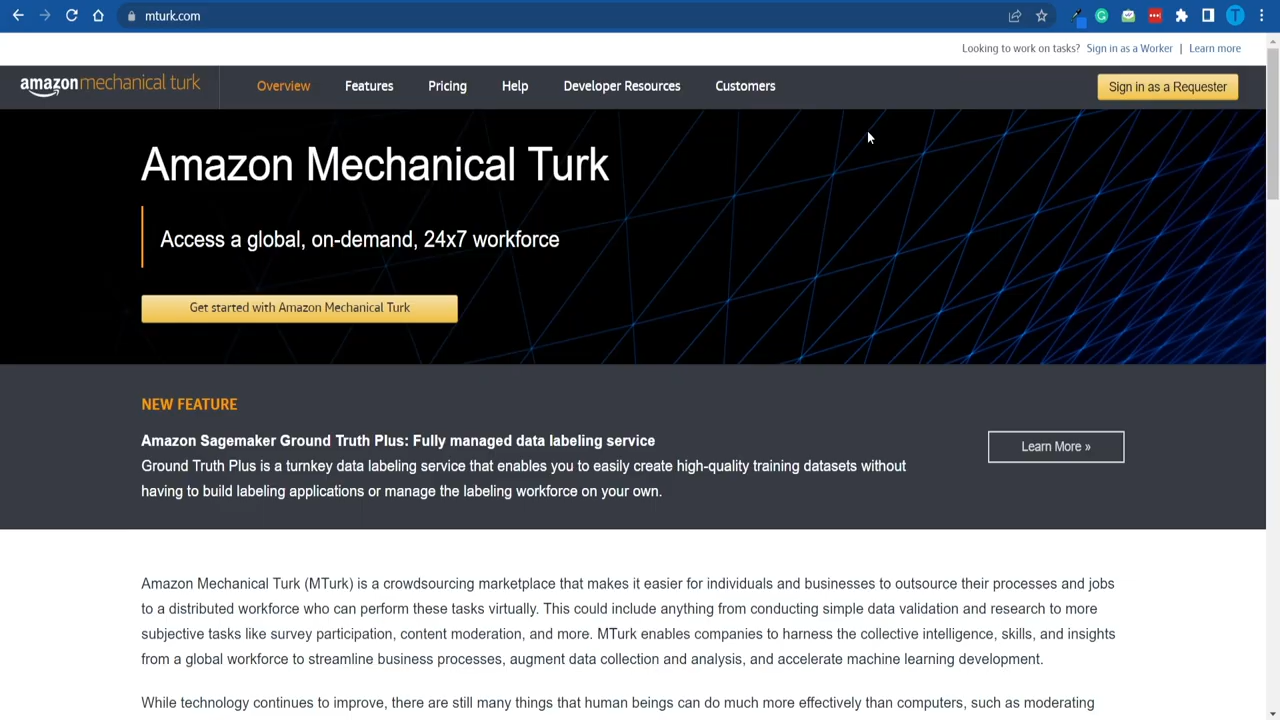 mturk.com
Looking to work on tasks? Sign in as a Worker | Learn more
amazon mechanical turk
Overview Features Pricing Help Developer Resources Customers Sign in as a Requester
Amazon Mechanical Turk
Access a global, on-demand, 24x7 workforce
Get started with Amazon Mechanical Turk
NEW FEATURE
Amazon Sagemaker Ground Truth Plus: Fully managed data labeling service
Ground Truth Plus is a turnkey data labeling service that enables you to easily create high-quality training datasets without
having to build labeling applications or manage the labeling workforce on your own.
Learn More »
Amazon Mechanical Turk (MTurk) is a crowdsourcing marketplace that makes it easier for individuals and businesses to outsource their processes and jobs
to a distributed workforce who can perform these tasks virtually. This could include anything from conducting simple data validation and research to more
subjective tasks like survey participation, content moderation, and more. MTurk enables companies to harness the collective intelligence, skills, and insights
from a global workforce to streamline business processes, augment data collection and analysis, and accelerate machine learning development.
While technology continues to improve, there are still many things that human beings can do much more effectively than computers, such as moderating